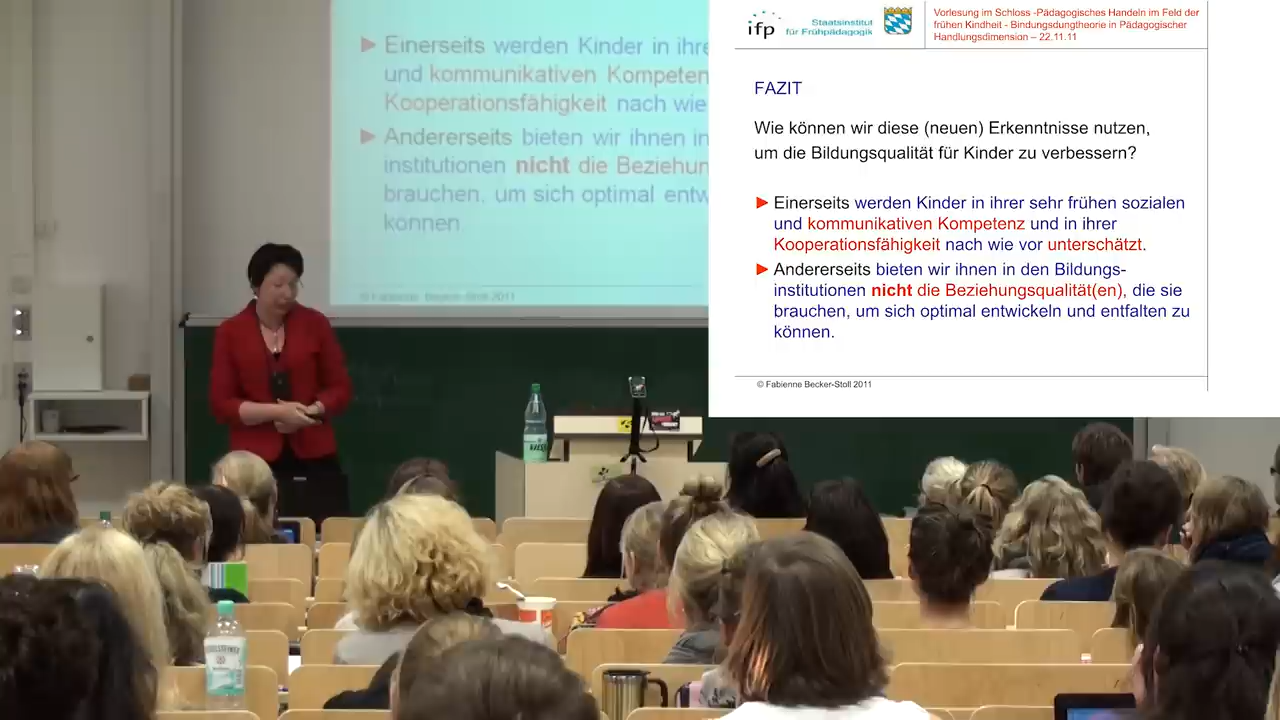 Einerseits werden Kinder in ihre
und kommunikativen Kompeten
Kooperationsfähigkeit nach wie
Andererseits bieten wir ihnen in
institutionen nicht die Beziehun
brauchen, um sich optimal entw
können.
© Fabienne Becker-Stoll 2011
ifp
Staatsinstitut
für Frühpädagogik
Vorlesung im Schloss -Pädagogisches Handeln im Feld der
frühen Kindheit - Bindungsdungtheorie in Pädagogischer
Handlungsdimension – 22.11.11
FAZIT
Wie können wir diese (neuen) Erkenntnisse nutzen,
um die Bildungsqualität für Kinder zu verbessern?
Einerseits werden Kinder in ihrer sehr frühen sozialen
und kommunikativen Kompetenz und in ihrer
Kooperationsfähigkeit nach wie vor unterschätzt.
Andererseits bieten wir ihnen in den Bildungs-
institutionen nicht die Beziehungsqualität(en), die sie
brauchen, um sich optimal entwickeln und entfalten zu
können.
© Fabienne Becker-Stoll 2011